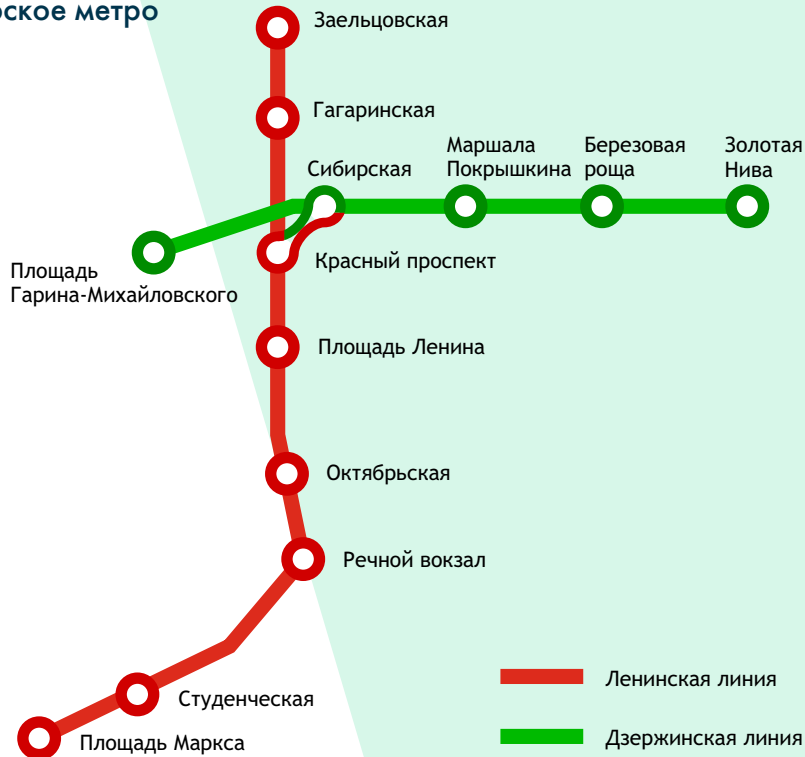 рское метро
Заельцовская
Гагаринская
Сибирская
Маршала
Покрышкина
Березовая
роща
Золотая
Нива
Площадь
Гарина-Михайловского
Красный проспект
Площадь Ленина
Октябрьская
Речной вокзал
Студенческая
Площадь Маркса
Ленинская линия
Дзержинская линия